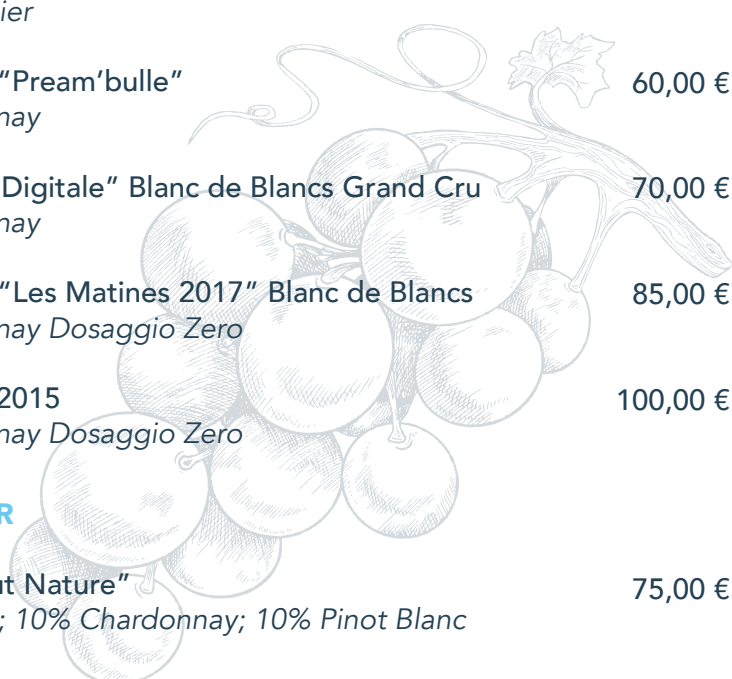 ier
“Pream’bulle” 60,00 €
nay
Digitale” Blanc de Blancs Grand Cru 70,00 €
nay
“Les Matines 2017” Blanc de Blancs 85,00 €
nay Dosaggio Zero
2015 100,00 €
nay Dosaggio Zero
R
ut Nature” 75,00 €
; 10% Chardonnay; 10% Pinot Blanc